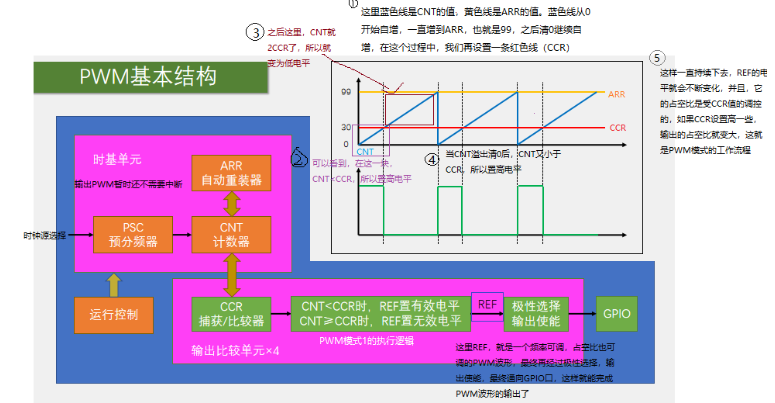 ①
这里蓝色线是CNT的值，黄色线是ARR的值。蓝色线从0
开始自增，一直增到ARR，也就是99，之后清0继续自
增，在这个过程中，我们再设置一条红色线（CCR）
③
之后这里，CNT就
≥CCR了，所以就
变为低电平
PWM基本结构
99
30
0
CNT
ARR
CCR
⑤
这样一直持续下去，REF的电
平就会不断变化，并且，它
的占空比是受CCR值的调控
的，如果CCR设置高一些，
输出的占空比就变大，这就
是PWM模式的工作流程
②
可以看到，在这一块，
CNT<CCR，所以置高电平
④
当CNT溢出清0后，CNT又小于
CCR，所以置高电平
时基单元
ARR
自动重装器
输出PWM暂时还不需要中断
时钟源选择
PSC
预分频器
CNT
计数器
运行控制
CCR
捕获/比较器
CNT<CCR时，REF置有效电平
CNT≥CCR时，REF置无效电平
PWM模式1的执行逻辑
REF
极性选择
输出使能
GPIO
输出比较单元×4
这里REF，就是一个频率可调，占空比也可
调的PWM波形，最终再经过极性选择，输
出使能，最终通向GPIO口，这样就能完成
PWM波形的输出了